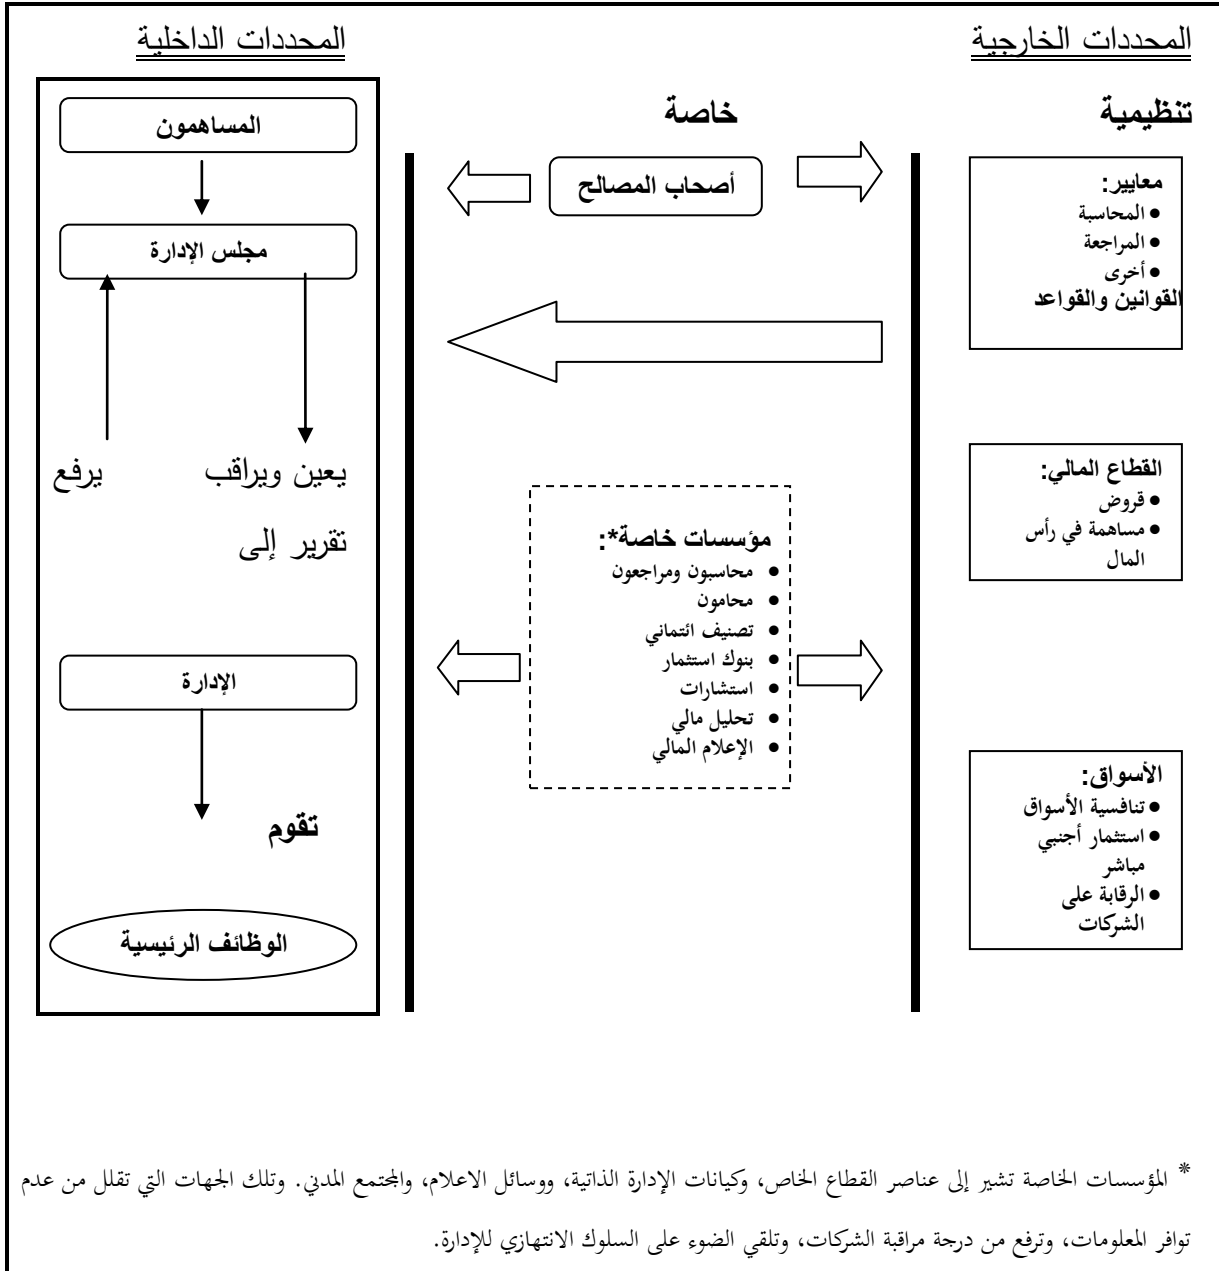 المحددات الخارجية
المحددات الداخلية
تنظيمية
خاصة
معايير:
• المحاسبة
• المراجعة
• أخرى
القوانين والقواعد
القطاع المالي:
• قروض
• مساهمة في رأس
المال
الأسواق:
• تنافسية الأسواق
• استثمار أجنبي
مباشر
• الرقابة على
الشركات
أصحاب المصالح
مؤسسات خاصة*:
• محاسبون ومراجعون
• محامون
• تصنيف ائتماني
• بنوك استثمار
• استشارات
• تحليل مالي
• الإعلام المالي
المساهمون
مجلس الإدارة
يعين ويراقب يرفع
تقرير إلى
الإدارة
تقوم
الوظائف الرئيسية
* المؤسسات الخاصة تشير إلى عناصر القطاع الخاص، وكيانات الإدارة الذاتية، ووسائل الاعلام، والمجتمع المدني. وتلك الجهات التي تقلل من عدم
توافر المعلومات، وترفع من درجة مراقبة الشركات، وتلقي الضوء على السلوك الانتهازي للإدارة.